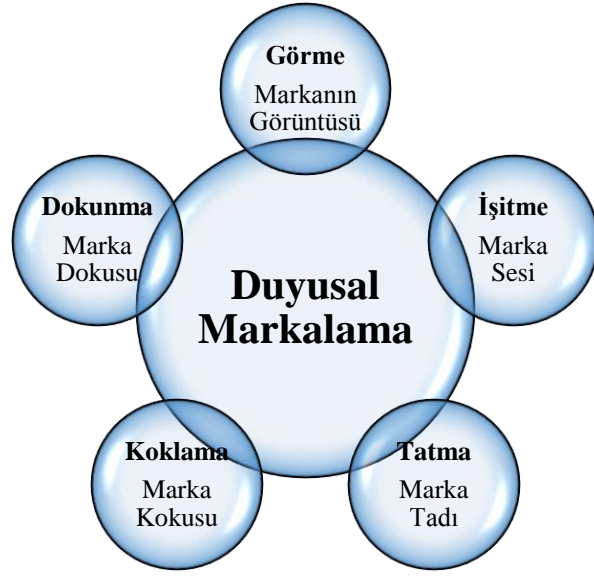 Görme
Markanın
Görüntüsü
Dokunma
Marka
Dokusu
İşitme
Marka
Sesi
Duyusal
Markalama
Koklama
Marka
Kokusu
Tatma
Marka
Tadı